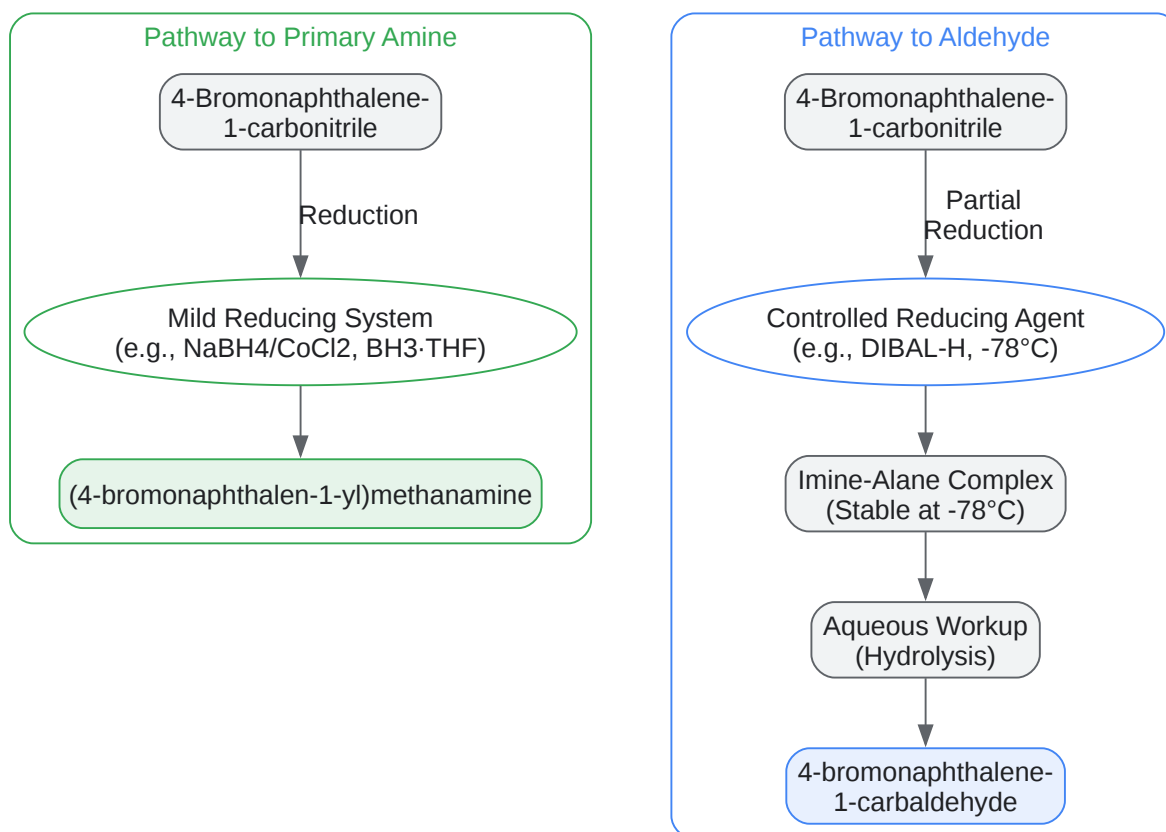 Pathway to Primary Amine
4-Bromonaphthalene-
1-carbonitrile
Reduction
Mild Reducing System
(e.g., NaBH4/CoCl2, BH3·THF)
(4-bromonaphthalen-1-yl)methanamine
Pathway to Aldehyde
4-Bromonaphthalene-
1-carbonitrile
Partial
Reduction
Controlled Reducing Agent
(e.g., DIBAL-H, -78°C)
Imine-Alane Complex
(Stable at -78°C)
Aqueous Workup
(Hydrolysis)
4-bromonaphthalene-
1-carbaldehyde